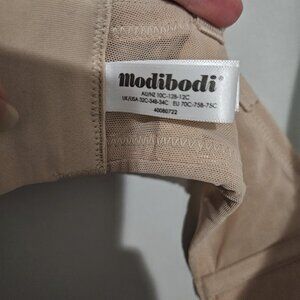 Modibodi®
AU/NZ 10C-12B-12C
UK/USA 32C-34B-34C EU 70C-75B-75C
40080722